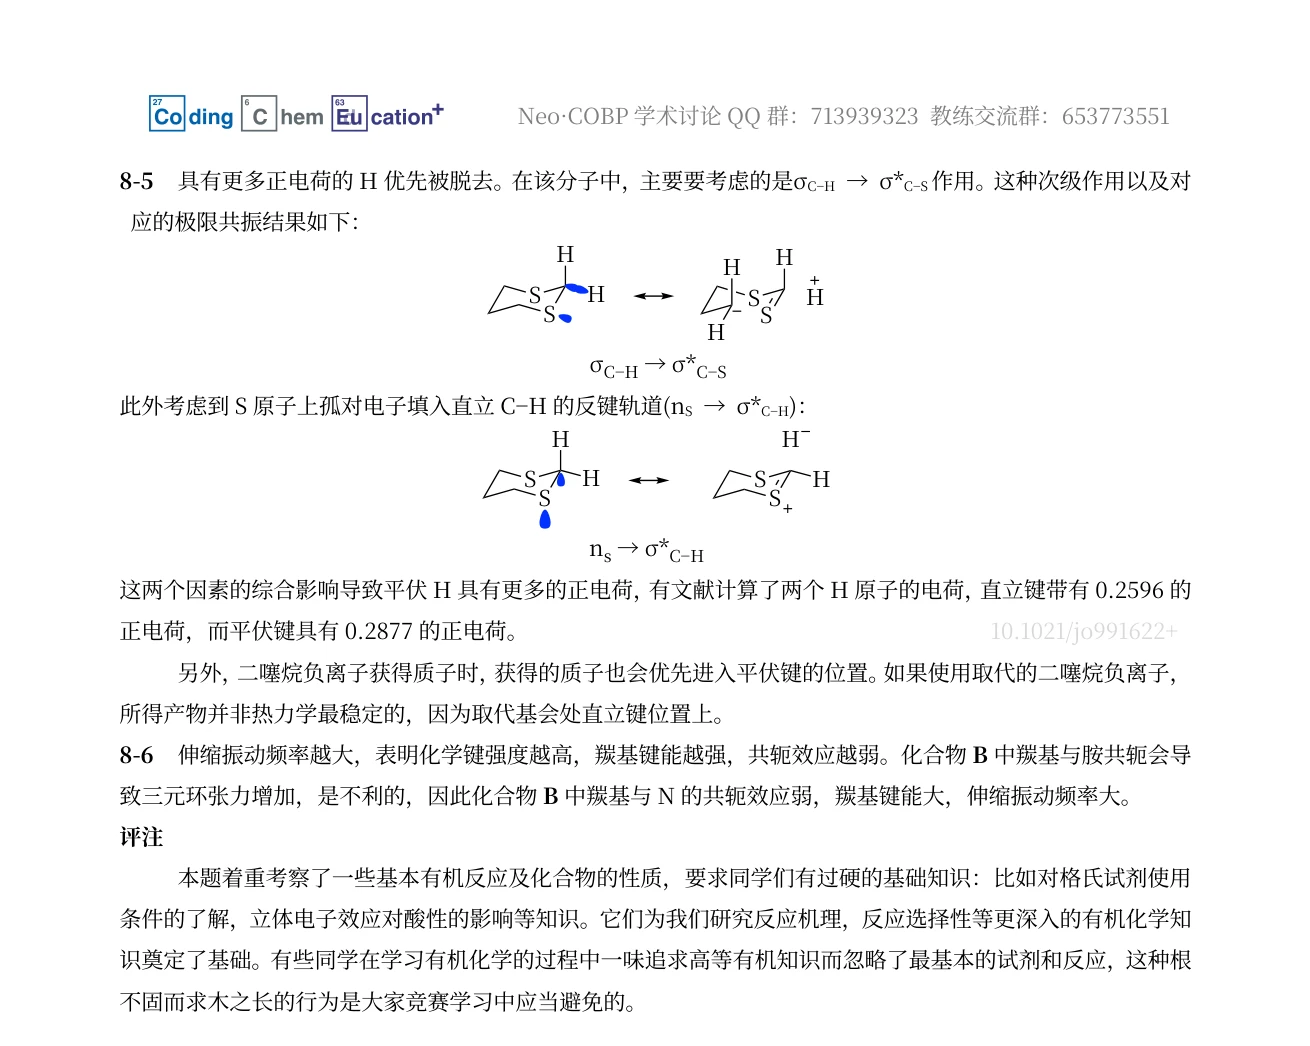 27 Coding 6 Chem 63 Eucation+ Neo·COBP 学术讨论 QQ 群：713939323 教练交流群：653773551
8-5 具有更多正电荷的 H 优先被脱去。在该分子中，主要要考虑的是σC−H → σ*C−S作用。这种次级作用以及对
应的极限共振结果如下：
H H
H H + H
S S
S S
− H
σC−H → σ*C−S
此外考虑到 S 原子上孤对电子填入直立 C−H 的反键轨道(nS → σ*C−H)：
H H−
S H S H
S S +
ns → σ*C−H
这两个因素的综合影响导致平伏 H 具有更多的正电荷，有文献计算了两个 H 原子的电荷，直立键带有 0.2596 的
正电荷，而平伏键具有 0.2877 的正电荷。 10.1021/jo991622+
另外，二噻烷负离子获得质子时，获得的质子也会优先进入平伏键的位置。如果使用取代的二噻烷负离子，
所得产物并非热力学最稳定的，因为取代基会处直立键位置上。
8-6 伸缩振动频率越大，表明化学键强度越高，羰基键能越强，共轭效应越弱。化合物 B 中羰基与胺共轭会导
致三元环张力增加，是不利的，因此化合物 B 中羰基与 N 的共轭效应弱，羰基键能大，伸缩振动频率大。
评注
本题着重考察了一些基本有机反应及化合物的性质，要求同学们有过硬的基础知识：比如对格氏试剂使用
条件的了解，立体电子效应对酸性的影响等知识。它们为我们研究反应机理，反应选择性等更深入的有机化学知
识奠定了基础。有些同学在学习有机化学的过程中一味追求高等有机知识而忽略了最基本的试剂和反应，这种根
不固而求木之长的行为是大家竞赛学习中应当避免的。